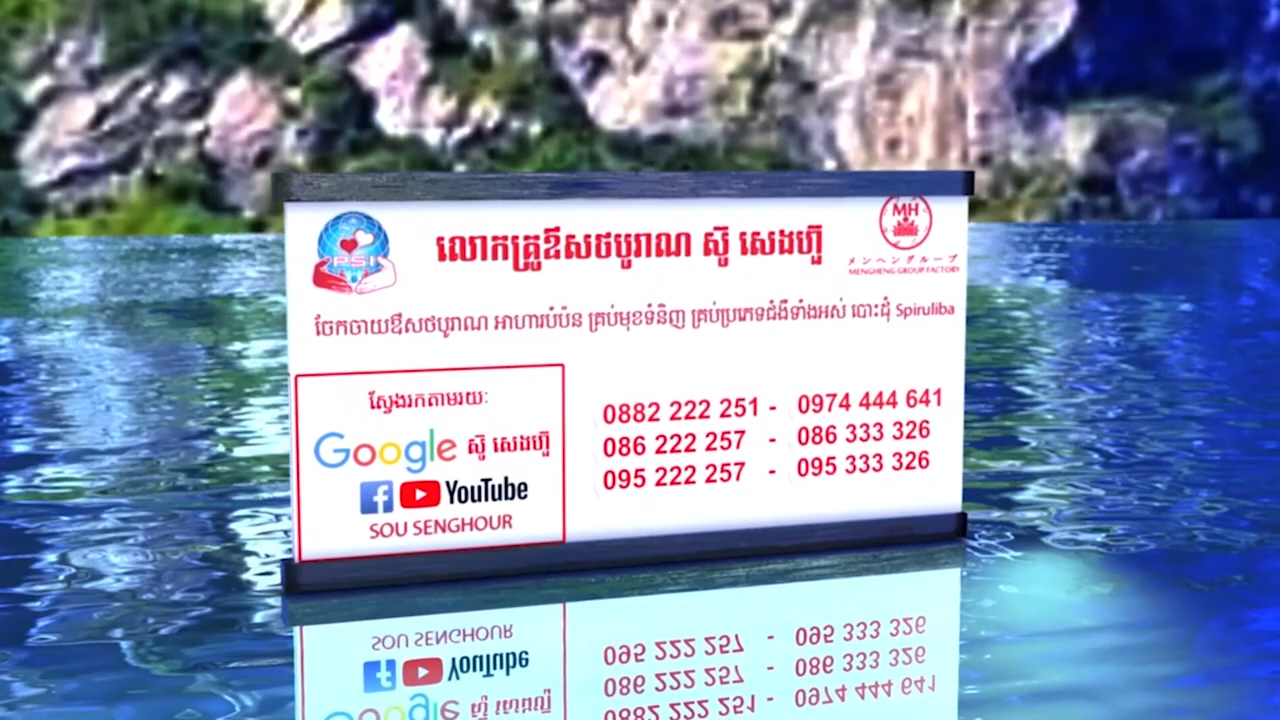 PSI
លោកគ្រូឱសថបូរាណ ស៊ូ សេងហ៊ួ
MH
メンヘングループ
MENGHENG GROUP FACTORY
ចែកចាយឱសថបូរាណ អាហារបំប៉ន គ្រប់មុខទំនិញ គ្រប់ប្រភេទជំងឺទាំងអស់ បោះដុំ Spiruliba
ស្វែងរកតាមរយៈ
Google ស៊ូ សេងហ៊ួ
f YouTube
SOU SENGHOUR
0882 222 251 - 0974 444 641
086 222 257 - 086 333 326
095 222 257 - 095 333 326